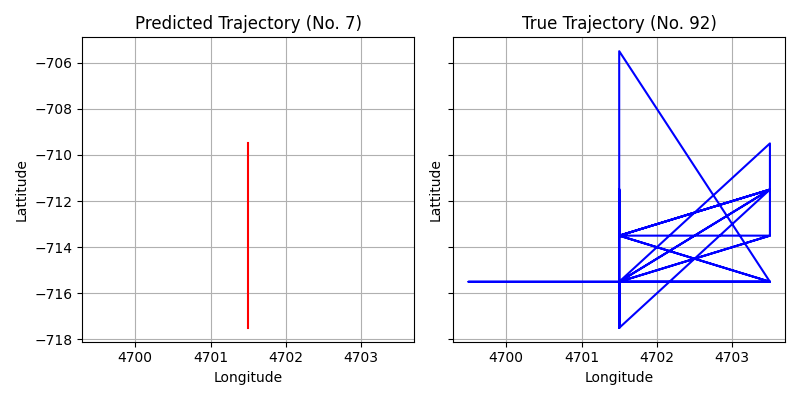 Predicted Trajectory (No. 7)
True Trajectory (No. 92)
Lattitude
−706
−708
−710
−712
−714
−716
−718
4700
4701
4702
4703
Longitude
Lattitude
4700
4701
4702
4703
Longitude